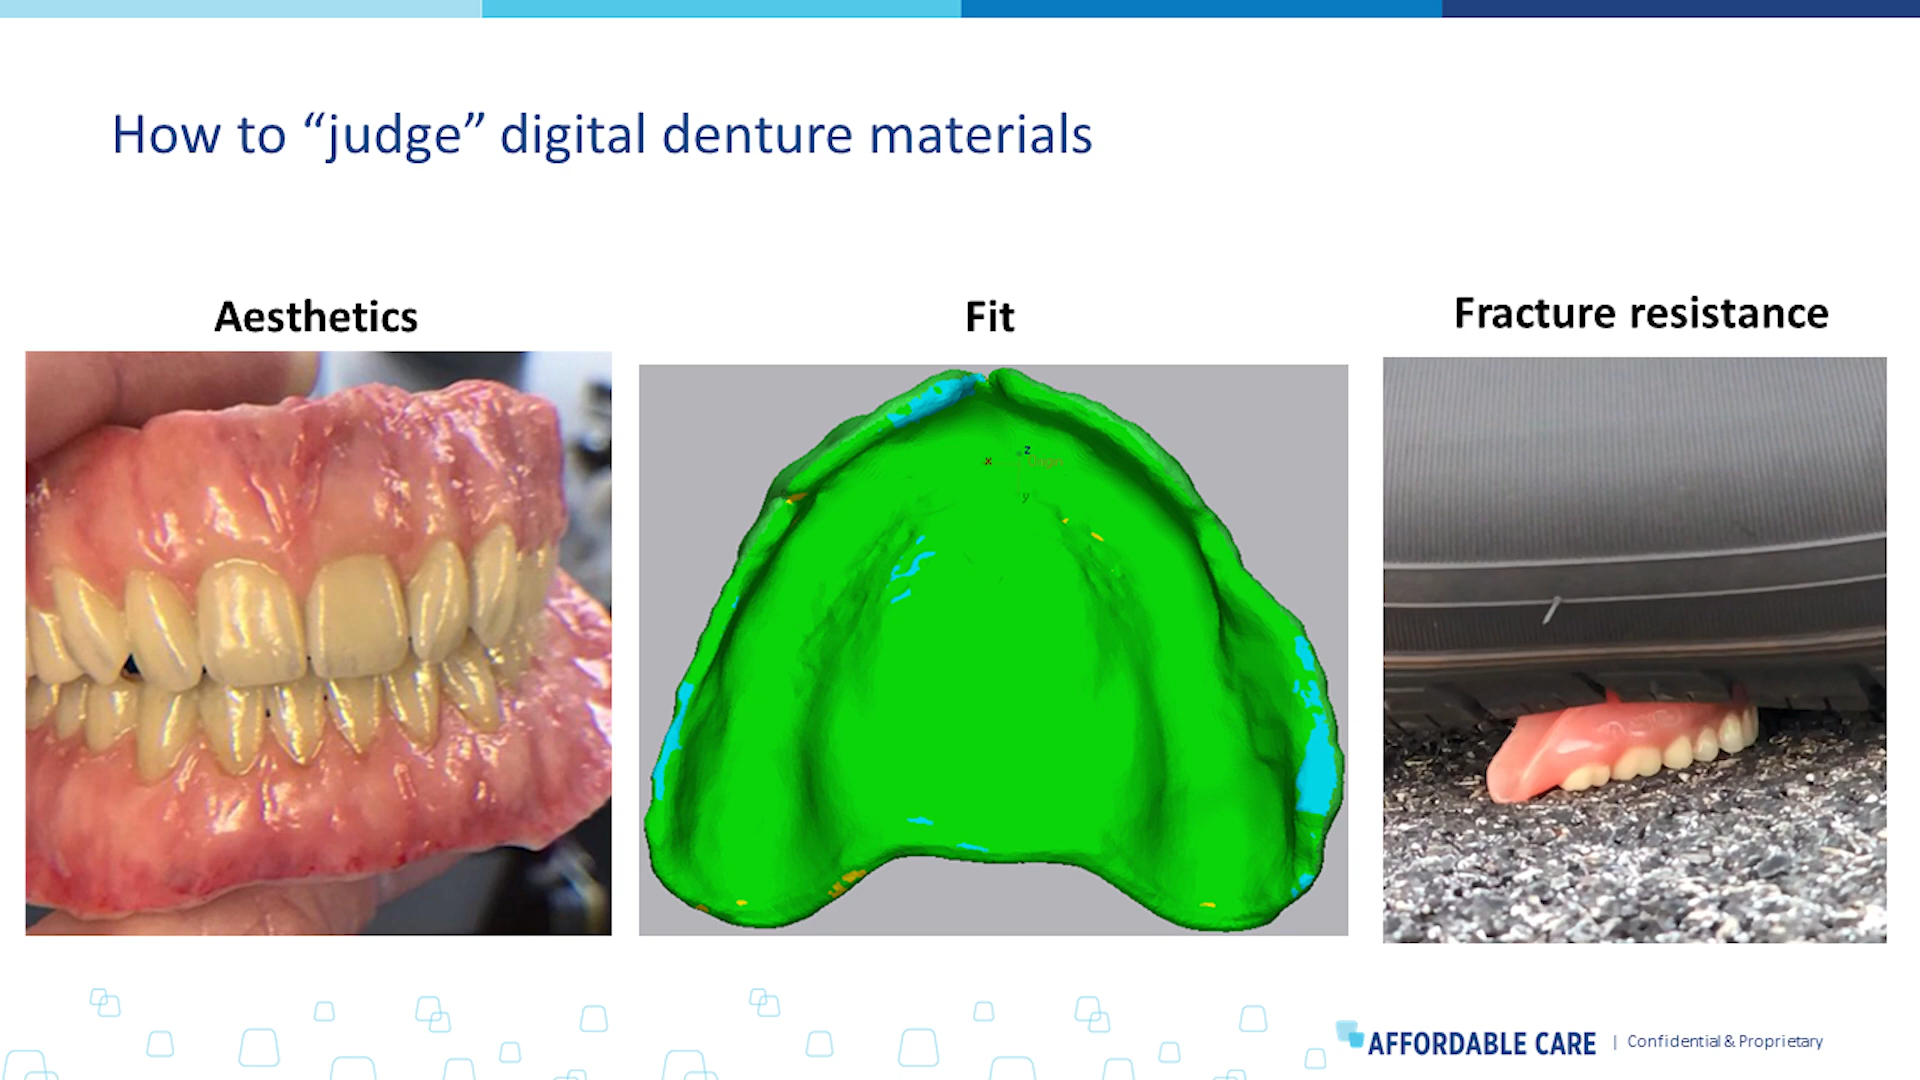 How to “judge” digital denture materials
Aesthetics
Fit
Fracture resistance
z
x
y
AFFORDABLE CARE | Confidential & Proprietary